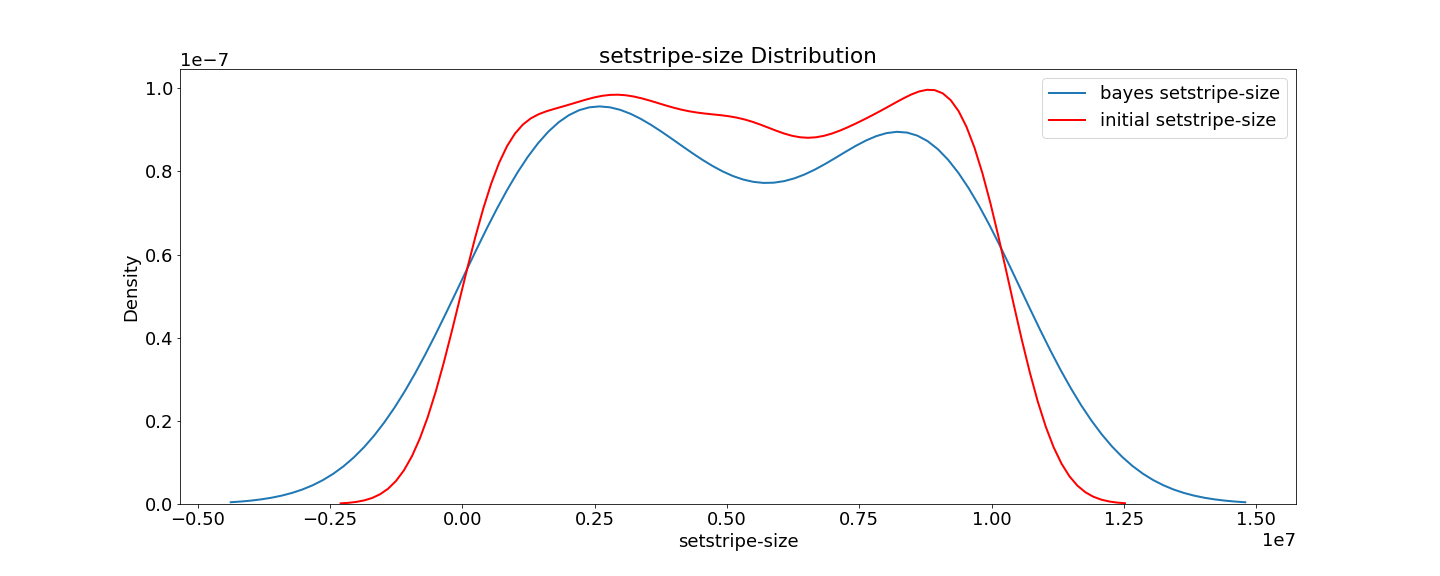 setstripe-size Distribution
1e−7
bayes setstripe-size
initial setstripe-size
Density
1.0
0.8
0.6
0.4
0.2
0.0
−0.50
−0.25
0.00
0.25
0.50
0.75
1.00
1.25
1.50
setstripe-size
1e7